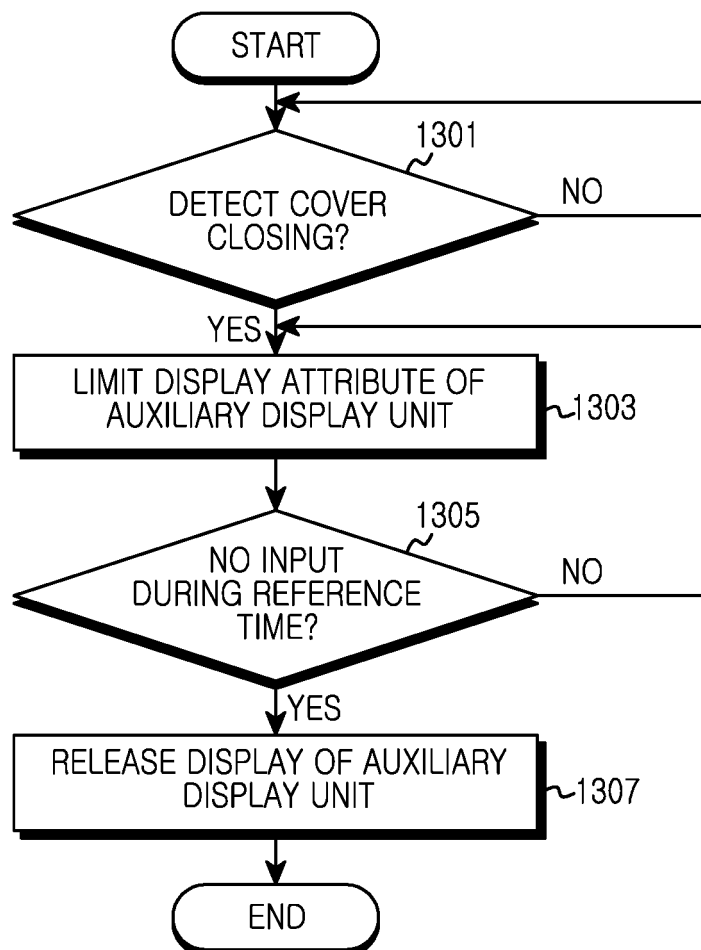 START
1301
DETECT COVER
CLOSING?
NO
YES
LIMIT DISPLAY ATTRIBUTE OF
AUXILIARY DISPLAY UNIT
1303
1305
NO INPUT
DURING REFERENCE
TIME?
NO
YES
RELEASE DISPLAY OF AUXILIARY
DISPLAY UNIT
1307
END